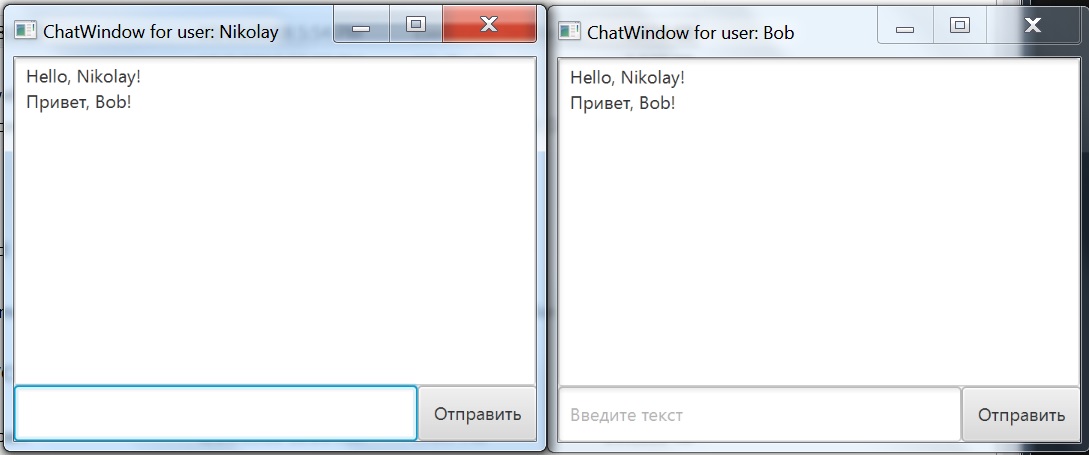 ChatWindow for user: Nikolay
Hello, Nikolay!
Привет, Bob!
Отправить
ChatWindow for user: Bob
Hello, Nikolay!
Привет, Bob!
Введите текст
Отправить